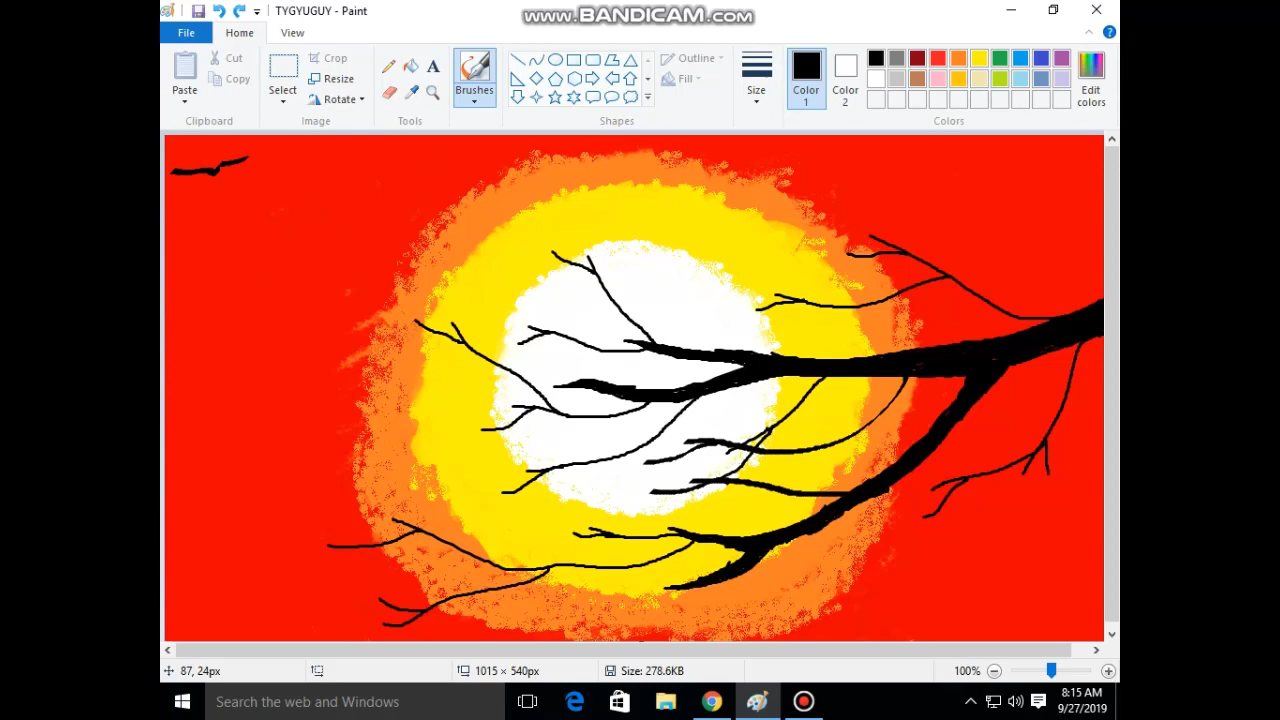 TYGYUGUY - Paint
www.BANDICAM.com
File Home View
Paste
Cut
Copy
Clipboard
Select
Crop
Resize
Rotate
Image
A
Tools
Brushes
Outline
Fill
Shapes
Size
Color
1
Color
2
Edit
colors
Colors
87, 24px
1015 × 540px
Size: 278.6KB
100%
Search the web and Windows
8:15 AM
9/27/2019